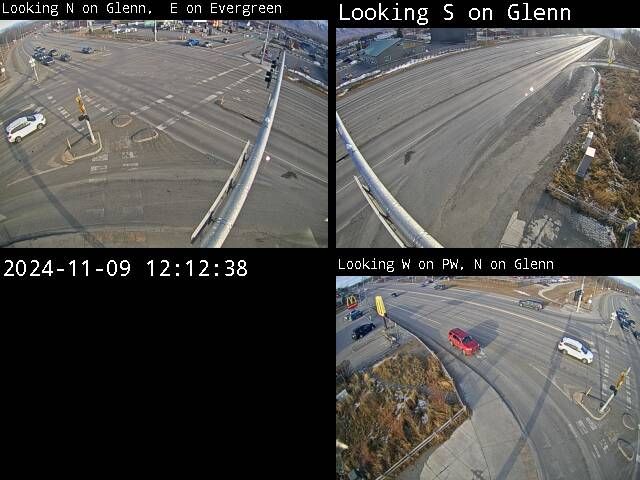 Looking N on Glenn,  E on Evergreen
Looking S on Glenn
2024-11-09 12:12:38
Looking W on PW, N on Glenn